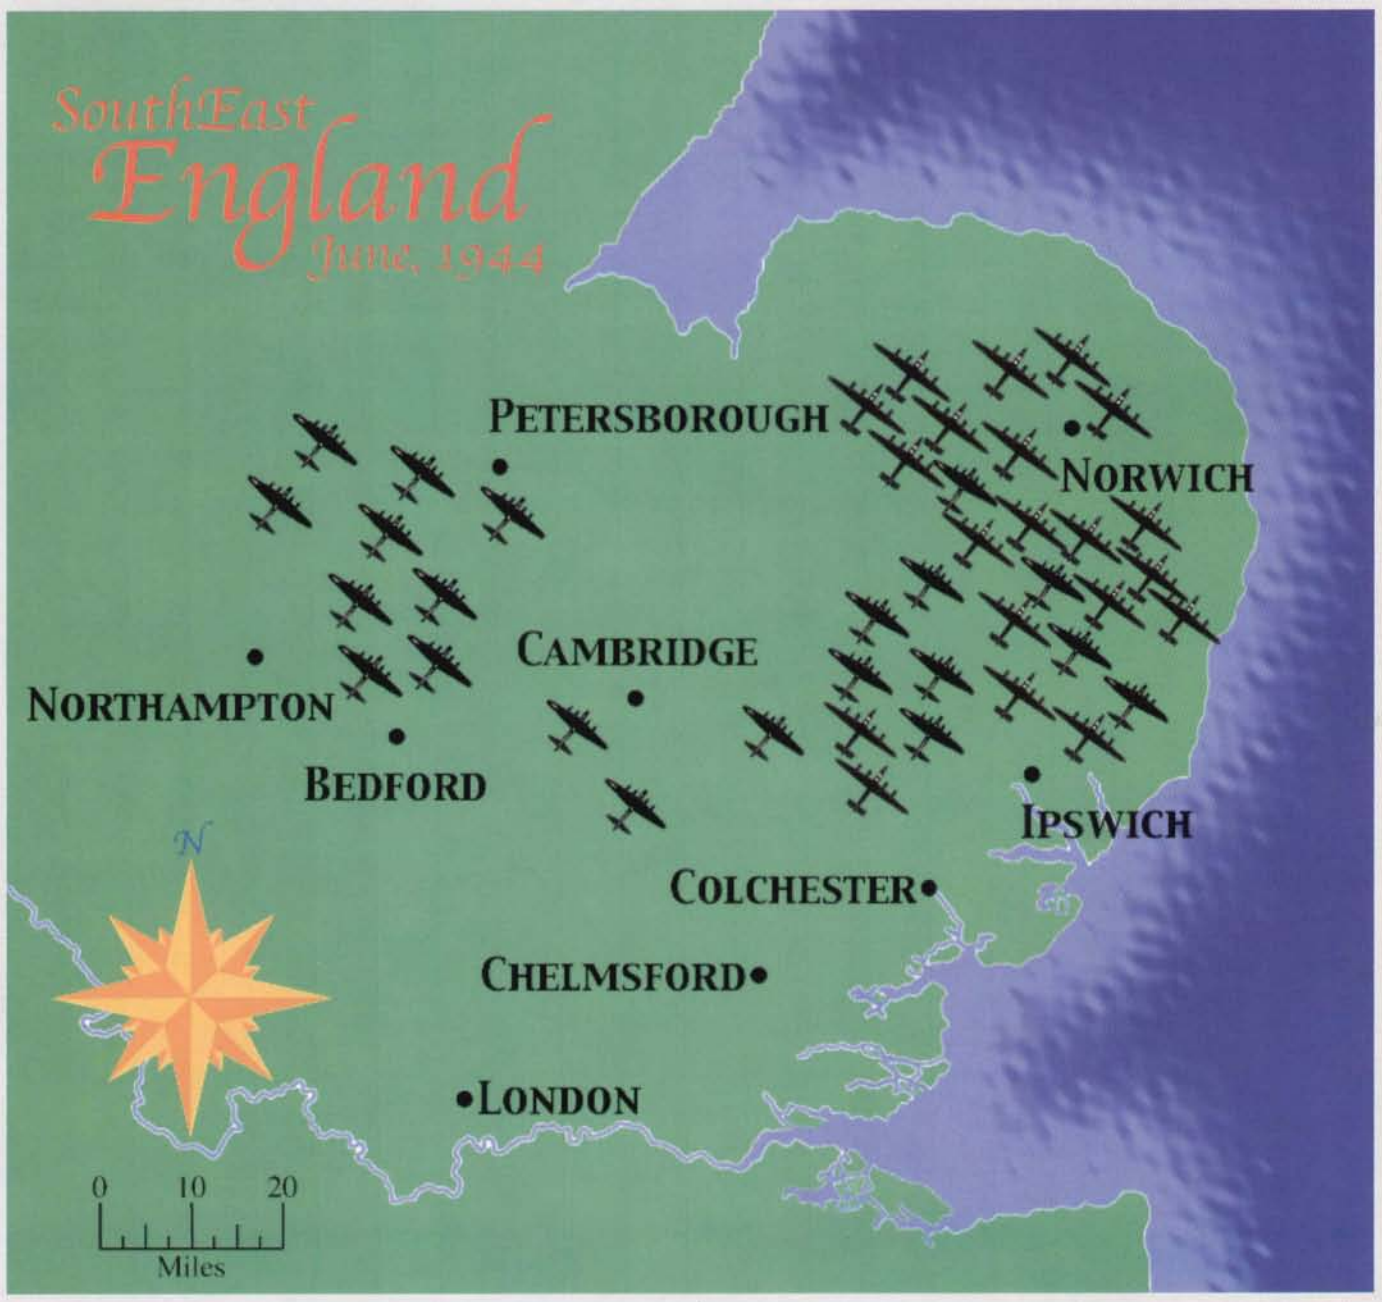 SouthEast
England
June, 1944
PETERSBOROUGH
NORWICH
CAMBRIDGE
NORTHAMPTON
BEDFORD
IPSWICH
N
COLCHESTER
CHELMSFORD
LONDON
0 10 20
Miles